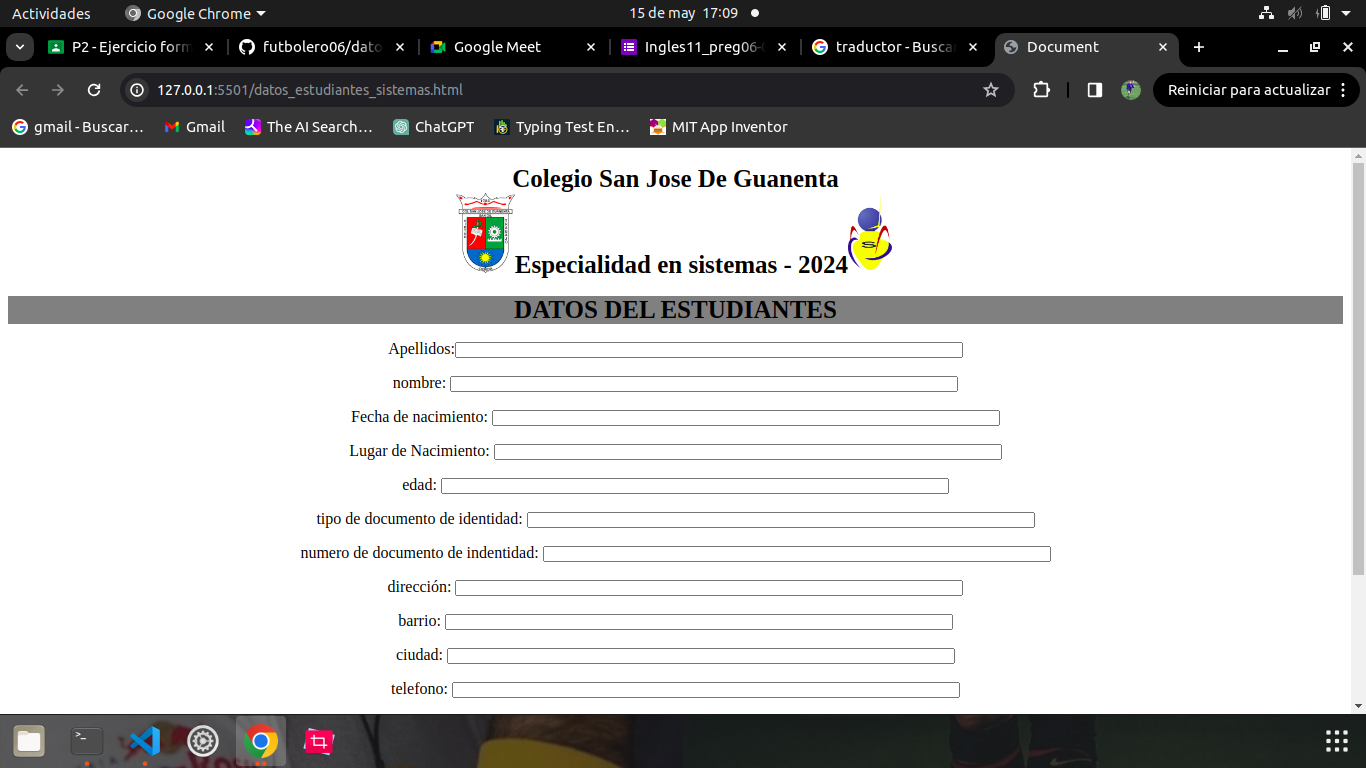 Actividades
Google Chrome
15 de may 17:09
P2 - Ejercicio form
futbolero06/dato
Google Meet
Ingles11_preg06-
traductor - Buscar
Document
127.0.0.1:5501/datos_estudiantes_sistemas.html
Reiniciar para actualizar
gmail - Buscar…
Gmail
The AI Search…
ChatGPT
Typing Test En…
MIT App Inventor
Colegio San Jose De Guanenta
Especialidad en sistemas - 2024
DATOS DEL ESTUDIANTES
Apellidos:
nombre:
Fecha de nacimiento:
Lugar de Nacimiento:
edad:
tipo de documento de identidad:
numero de documento de indentidad:
dirección:
barrio:
ciudad:
telefono: